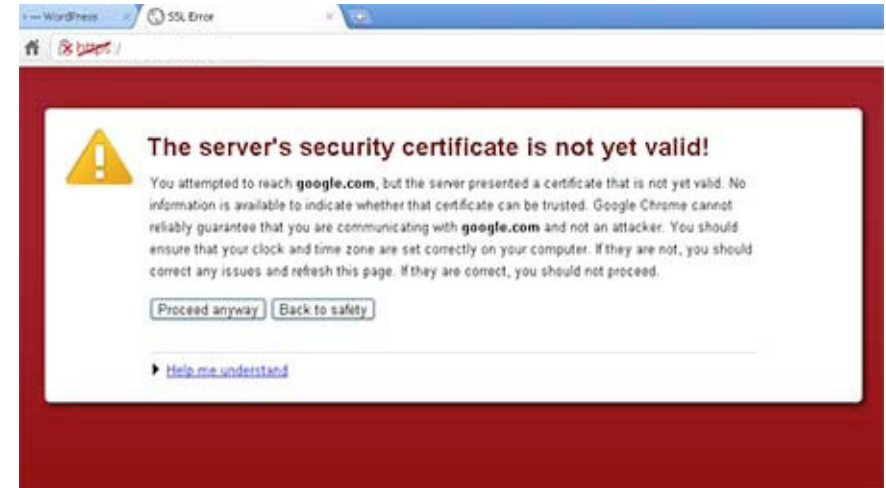 — WordPress
SSL Error
https:/
The server's security certificate is not yet valid!
You attempted to reach google.com, but the server presented a certificate that is not yet valid. No
information is available to indicate whether that certificate can be trusted. Google Chrome cannot
reliably guarantee that you are communicating with google.com and not an attacker. You should
ensure that your clock and time zone are set correctly on your computer. If they are not, you should
correct any issues and refresh this page. If they are correct, you should not proceed.
Proceed anyway Back to safety
Help me understand